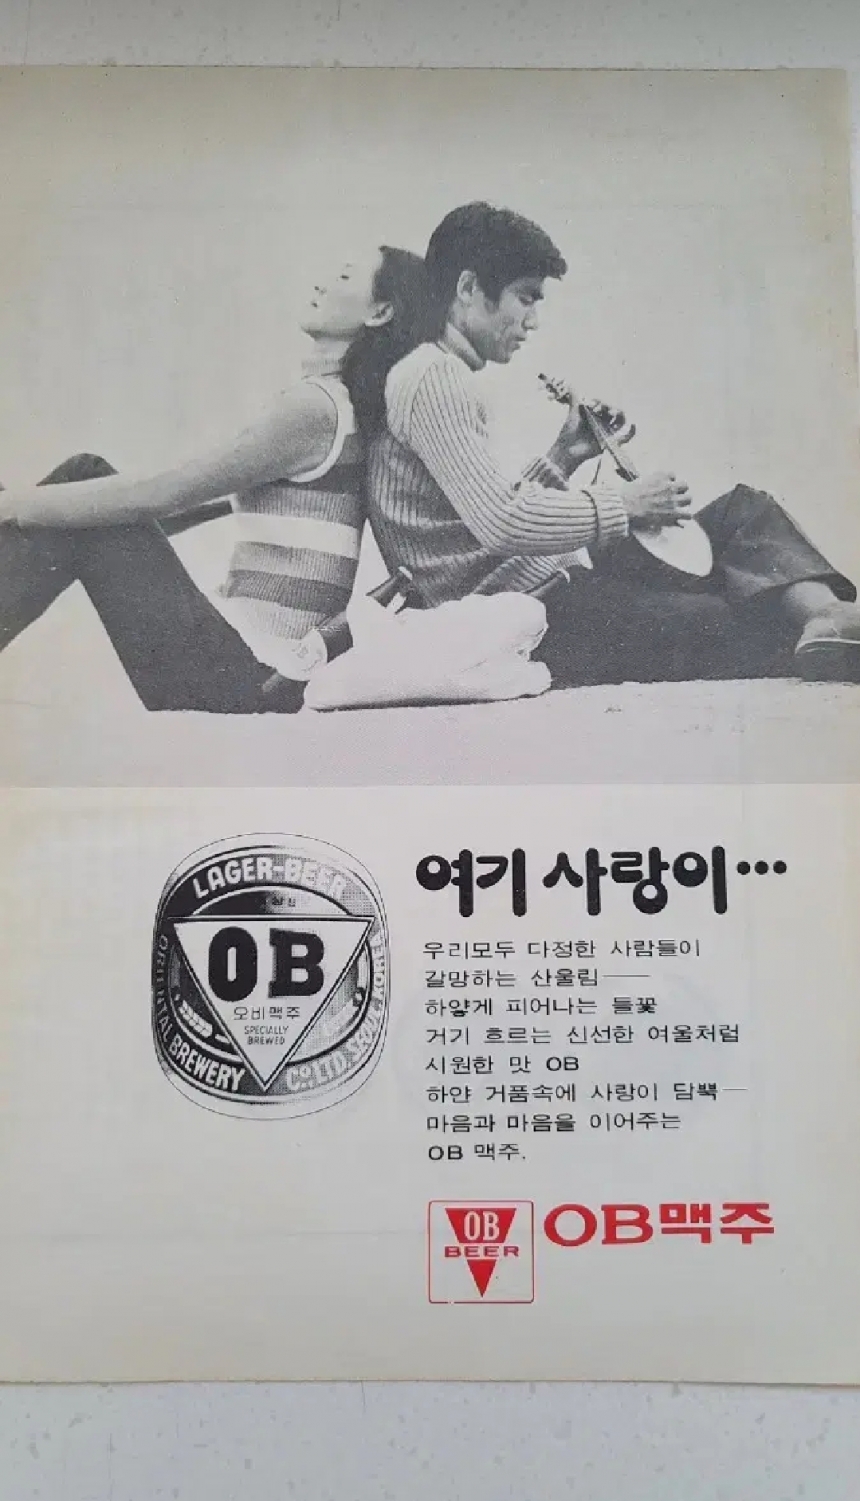 여기 사랑이…
우리모두 다정한 사람들이
갈망하는 산울림──
하얗게 피어나는 들꽃
거기 흐르는 신선한 여울처럼
시원한 맛 OB
하얀 거품속에 사랑이 담뿍─
마음과 마음을 이어주는
OB 맥주.
LAGER-BEER
OB
오비맥주
SPECIALLY
BREWED
ORIENTAL BREWERY CO. LTD. SEOUL KOREA
OB
BEER
OB맥주